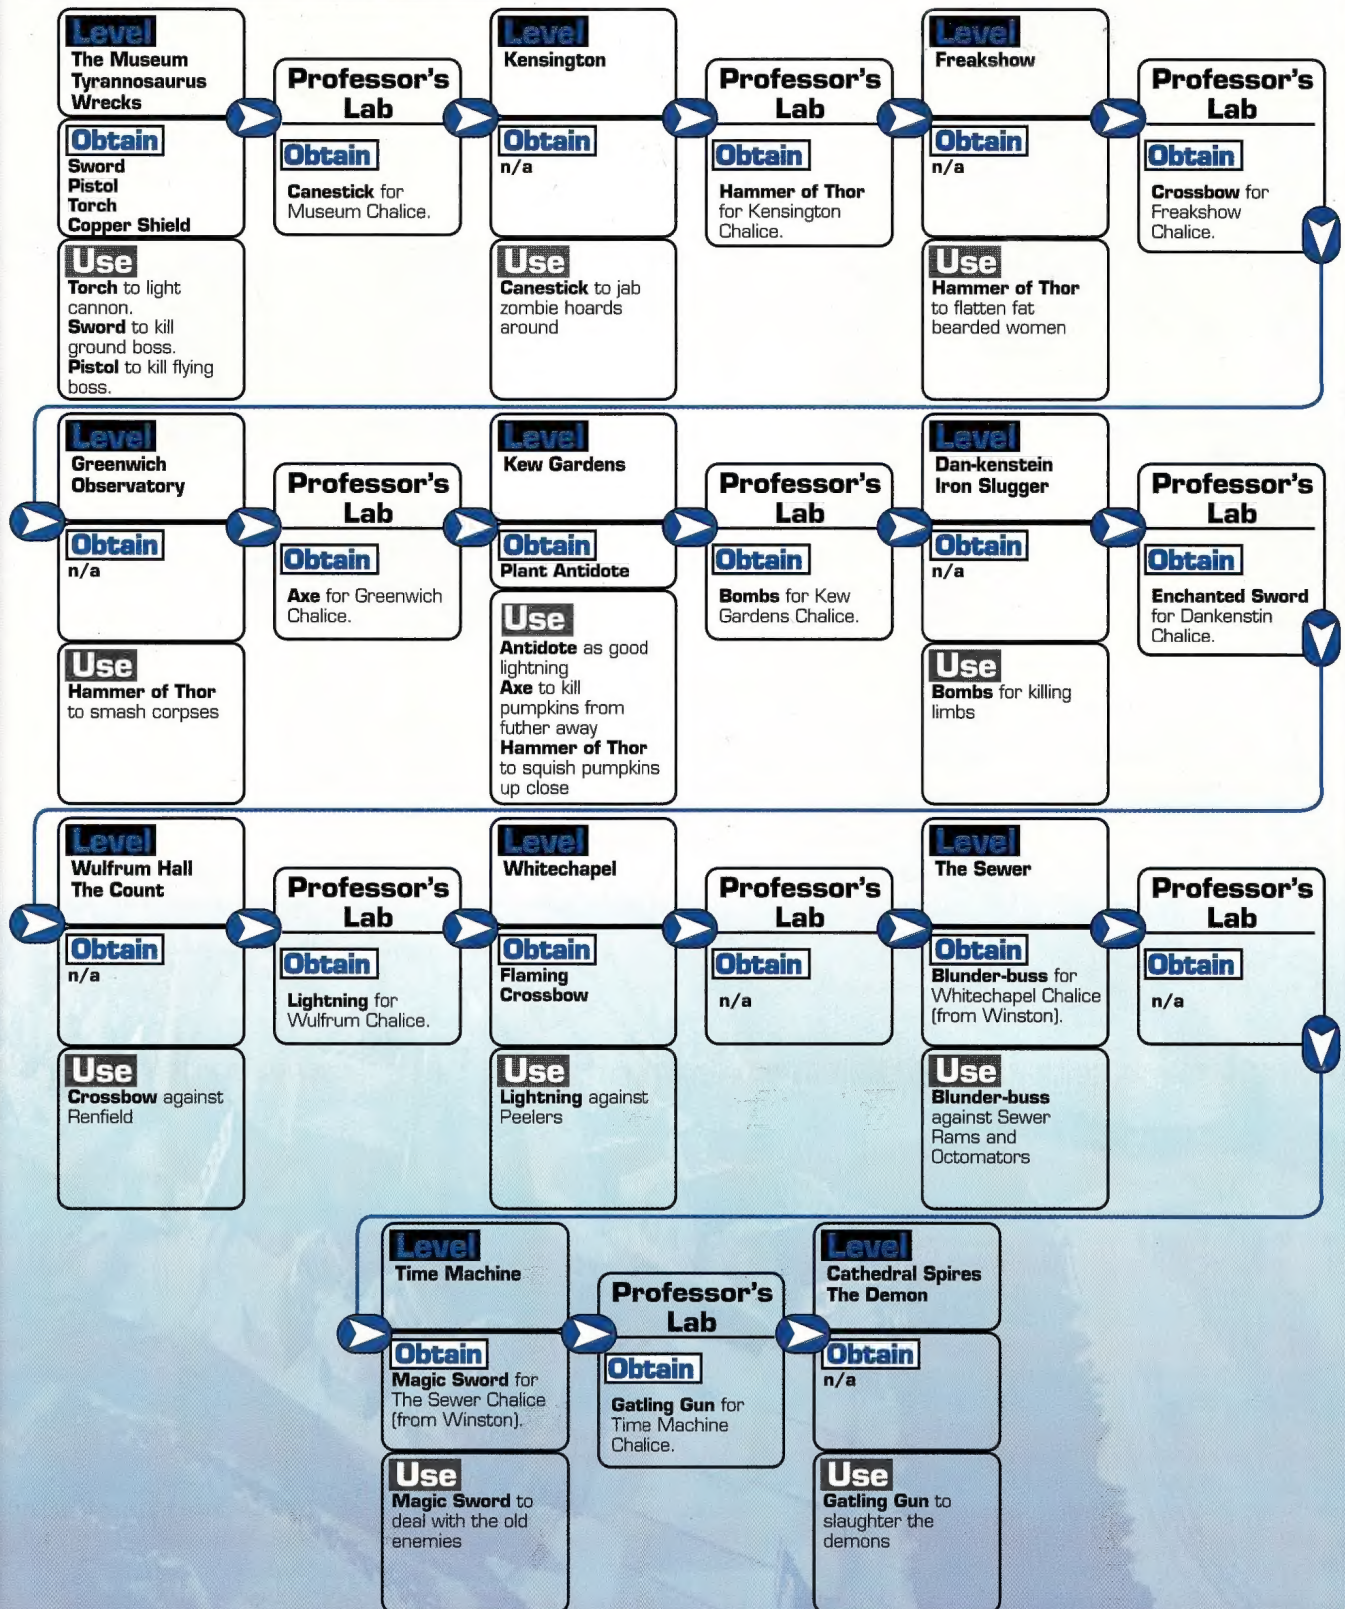 Level
The Museum
Tyrannosaurus
Wrecks
Obtain
Sword
Pistol
Torch
Copper Shield
Use
Torch to light
cannon.
Sword to kill
ground boss.
Pistol to kill flying
boss.
Professor's
Lab
Obtain
Canestick for
Museum Chalice.
Level
Kensington
Obtain
n/a
Use
Canestick to jab
zombie hoards
around
Professor's
Lab
Obtain
Hammer of Thor
for Kensington
Chalice.
Level
Freakshow
Obtain
n/a
Use
Hammer of Thor
to flatten fat
bearded women
Professor's
Lab
Obtain
Crossbow for
Freakshow
Chalice.
Level
Greenwich
Observatory
Obtain
n/a
Use
Hammer of Thor
to smash corpses
Professor's
Lab
Obtain
Axe for Greenwich
Chalice.
Level
Kew Gardens
Obtain
Plant Antidote
Use
Antidote as good
lightning
Axe to kill
pumpkins from
futher away
Hammer of Thor
to squish pumpkins
up close
Professor's
Lab
Obtain
Bombs for Kew
Gardens Chalice.
Level
Dan-kenstein
Iron Slugger
Obtain
n/a
Use
Bombs for killing
limbs
Professor's
Lab
Obtain
Enchanted Sword
for Dankenstin
Chalice.
Level
Wulfrum Hall
The Count
Obtain
n/a
Use
Crossbow against
Renfield
Professor's
Lab
Obtain
Lightning for
Wulfrum Chalice.
Level
Whitechapel
Obtain
Flaming
Crossbow
Use
Lightning against
Peelers
Professor's
Lab
Obtain
n/a
Level
The Sewer
Obtain
Blunder-buss for
Whitechapel Chalice
(from Winston).
Use
Blunder-buss
against Sewer
Rams and
Octomators
Professor's
Lab
Obtain
n/a
Level
Time Machine
Obtain
Magic Sword for
The Sewer Chalice
(from Winston).
Use
Magic Sword to
deal with the old
enemies
Professor's
Lab
Obtain
Gatling Gun for
Time Machine
Chalice.
Level
Cathedral Spires
The Demon
Obtain
n/a
Use
Gatling Gun to
slaughter the
demons